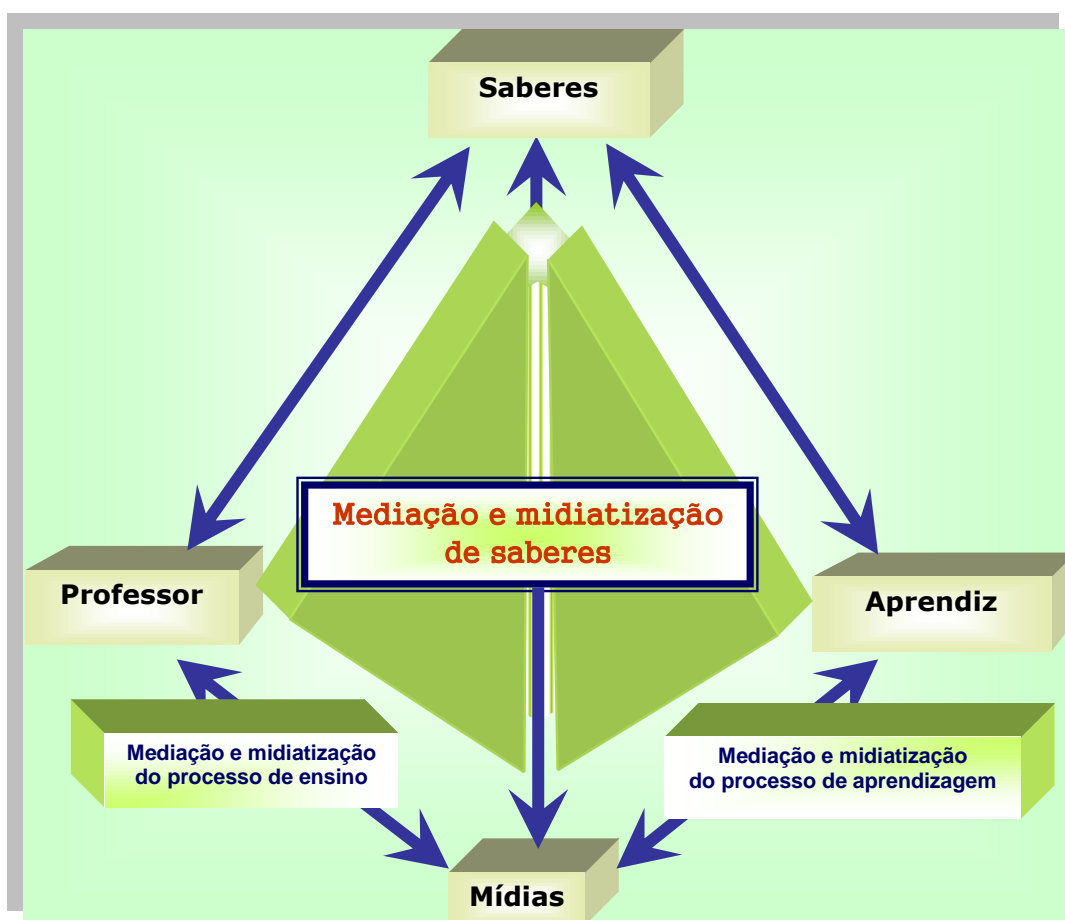 Saberes
Mediação e midiatização
de saberes
Professor
Aprendiz
Mediação e midiatização
do processo de ensino
Mediação e midiatização
do processo de aprendizagem
Mídias